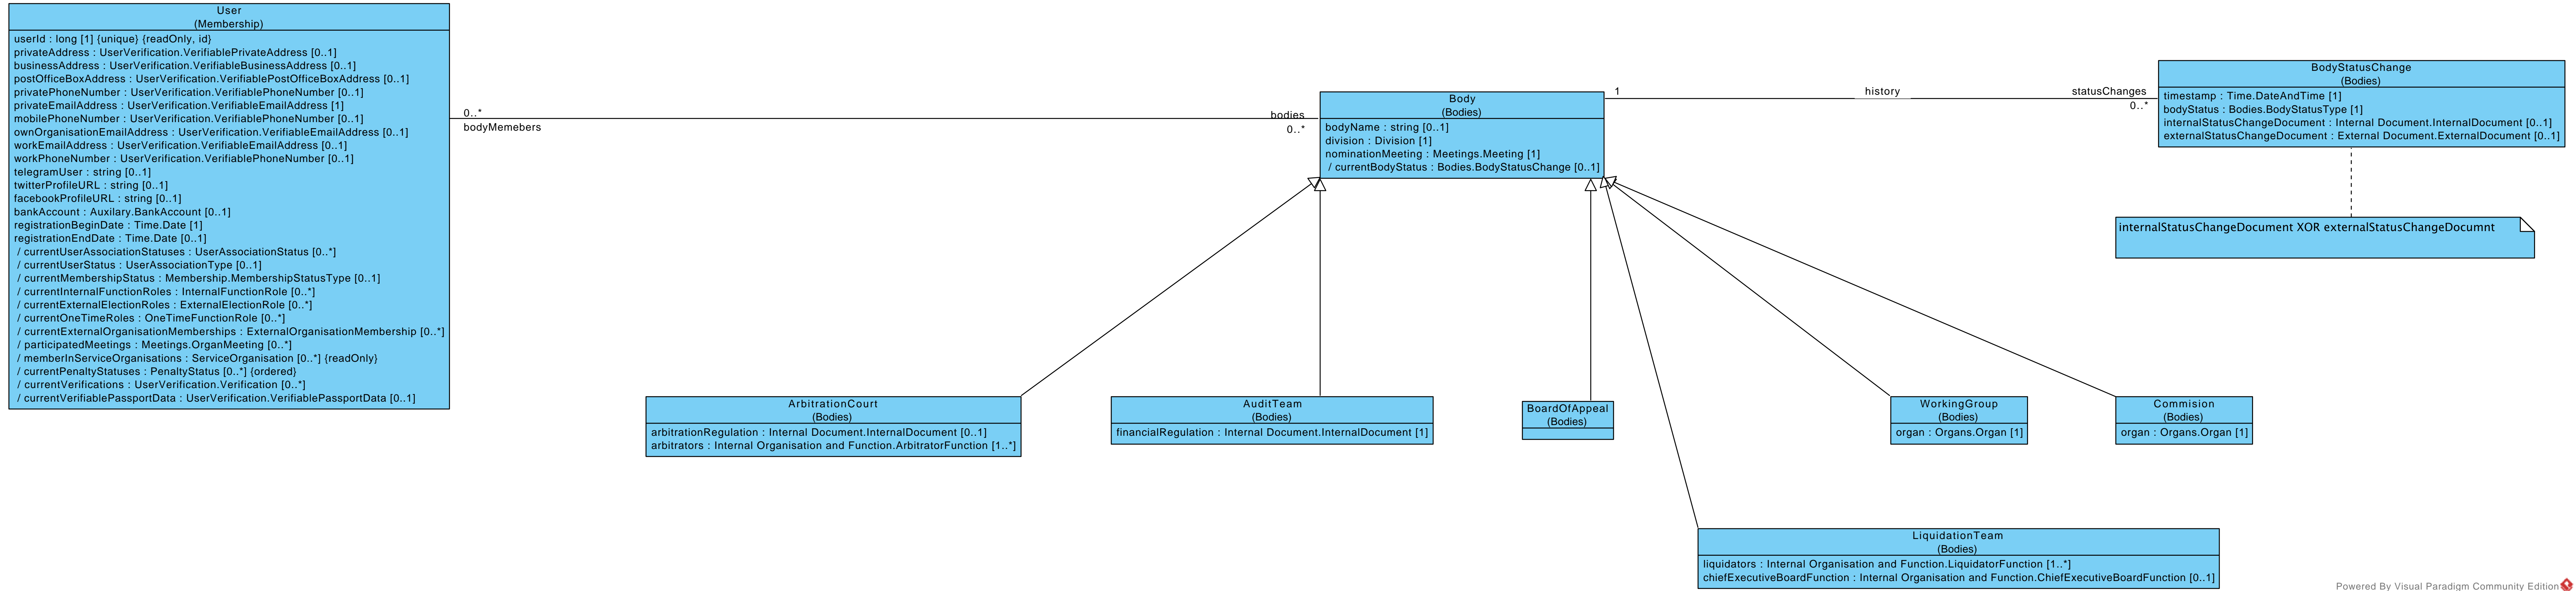 User
(Membership)
userId : long [1] {unique} {readOnly, id}
privateAddress : UserVerification.VerifiablePrivateAddress [0..1]
businessAddress : UserVerification.VerifiableBusinessAddress [0..1]
postOfficeBoxAddress : UserVerification.VerifiablePostOfficeBoxAddress [0..1]
privatePhoneNumber : UserVerification.VerifiablePhoneNumber [0..1]
privateEmailAddress : UserVerification.VerifiableEmailAddress [1]
mobilePhoneNumber : UserVerification.VerifiablePhoneNumber [0..1]
ownOrganisationEmailAddress : UserVerification.VerifiableEmailAddress [0..1]
workEmailAddress : UserVerification.VerifiableEmailAddress [0..1]
workPhoneNumber : UserVerification.VerifiablePhoneNumber [0..1]
telegramUser : string [0..1]
twitterProfileURL : string [0..1]
facebookProfileURL : string [0..1]
bankAccount : Auxilary.BankAccount [0..1]
registrationBeginDate : Time.Date [1]
registrationEndDate : Time.Date [0..1]
/ currentUserAssociationStatuses : UserAssociationStatus [0..*]
/ currentUserStatus : UserAssociationType [0..1]
/ currentMembershipStatus : Membership.MembershipStatusType [0..1]
/ currentInternalFunctionRoles : InternalFunctionRole [0..*]
/ currentExternalElectionRoles : ExternalElectionRole [0..*]
/ currentOneTimeRoles : OneTimeFunctionRole [0..*]
/ currentExternalOrganisationMemberships : ExternalOrganisationMembership [0..*]
/ participatedMeetings : Meetings.OrganMeeting [0..*]
/ memberInServiceOrganisations : ServiceOrganisation [0..*] {readOnly}
/ currentPenaltyStatuses : PenaltyStatus [0..*] {ordered}
/ currentVerifications : UserVerification.Verification [0..*]
/ currentVerifiablePassportData : UserVerification.VerifiablePassportData [0..1]
0..*
bodyMemebers
bodies
0..*
Body
(Bodies)
bodyName : string [0..1]
division : Division [1]
nominationMeeting : Meetings.Meeting [1]
/ currentBodyStatus : Bodies.BodyStatusChange [0..1]
1
history
statusChanges
0..*
BodyStatusChange
(Bodies)
timestamp : Time.DateAndTime [1]
bodyStatus : Bodies.BodyStatusType [1]
internalStatusChangeDocument : Internal Document.InternalDocument [0..1]
externalStatusChangeDocument : External Document.ExternalDocument [0..1]
internalStatusChangeDocument XOR externalStatusChangeDocumnt
ArbitrationCourt
(Bodies)
arbitrationRegulation : Internal Document.InternalDocument [0..1]
arbitrators : Internal Organisation and Function.ArbitratorFunction [1..*]
AuditTeam
(Bodies)
financialRegulation : Internal Document.InternalDocument [1]
BoardOfAppeal
(Bodies)
WorkingGroup
(Bodies)
organ : Organs.Organ [1]
Commision
(Bodies)
organ : Organs.Organ [1]
LiquidationTeam
(Bodies)
liquidators : Internal Organisation and Function.LiquidatorFunction [1..*]
chiefExecutiveBoardFunction : Internal Organisation and Function.ChiefExecutiveBoardFunction [0..1]
Powered By Visual Paradigm Community Edition